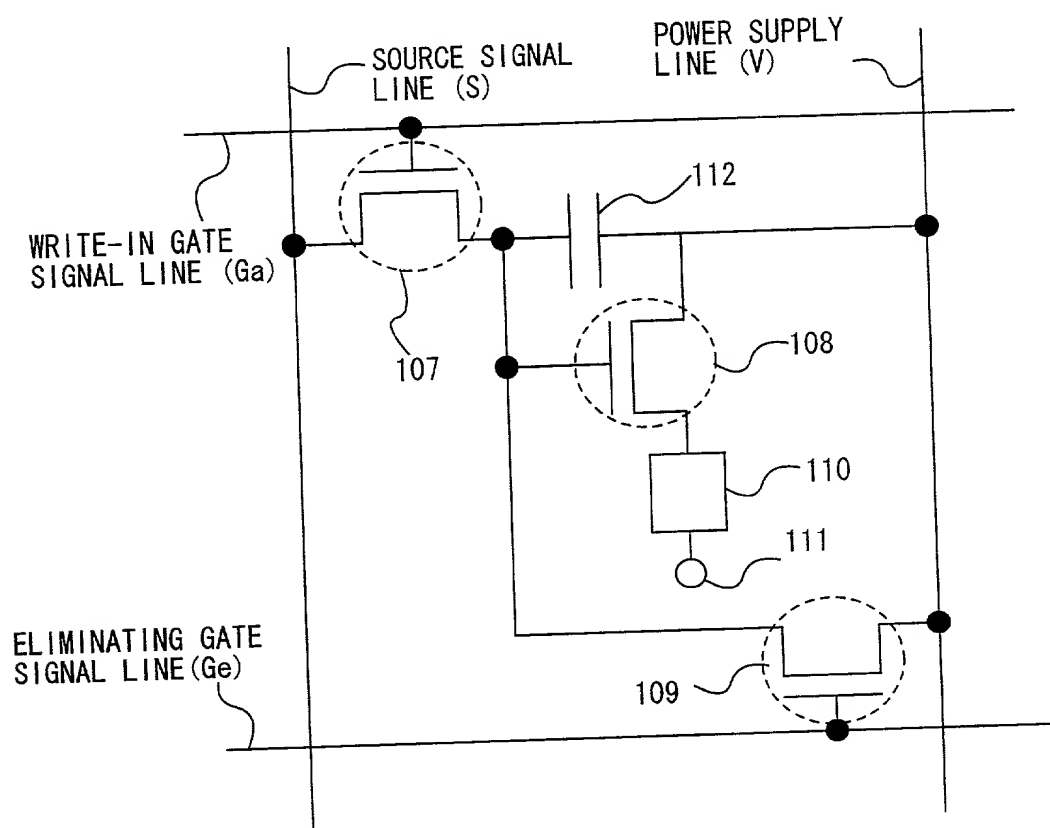 SOURCE SIGNAL
LINE (S)
POWER SUPPLY
LINE (V)
112
WRITE-IN GATE
SIGNAL LINE (Ga)
107
108
110
111
ELIMINATING GATE
SIGNAL LINE(Ge)
109